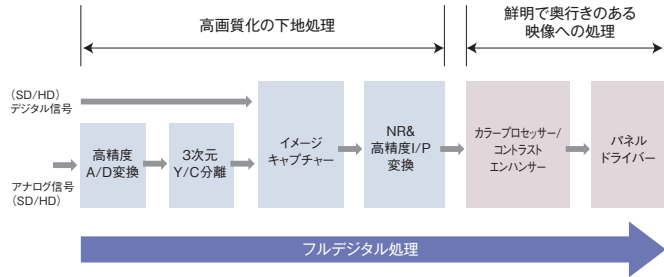 高画質化の下地処理
鮮明で奥行きのある
映像への処理
(SD/HD)
デジタル信号
高精度
A/D変換
3次元
Y/C分離
イメージ
キャプチャー
NR&
高精度I/P
変換
カラープロセッサー/
コントラスト
エンハンサー
パネル
ドライバー
アナログ信号
(SD/HD)
フルデジタル処理